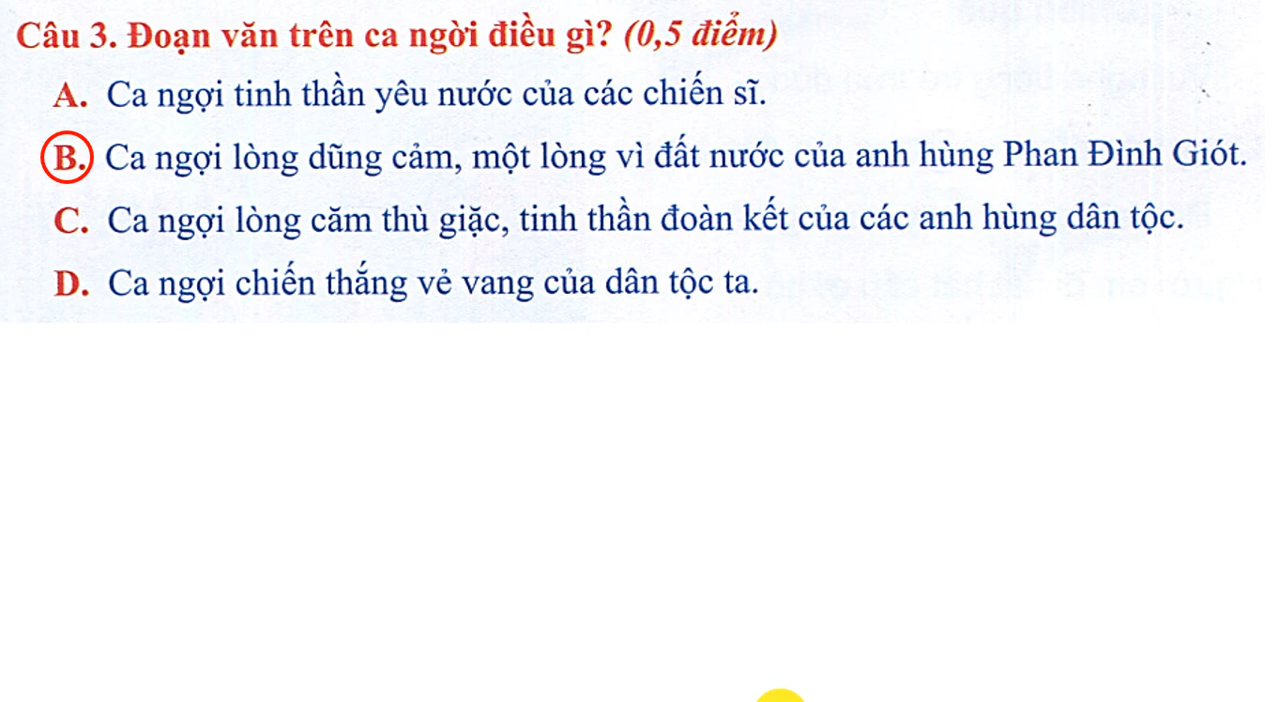 Câu 3. Đoạn văn trên ca ngời điều gì? (0,5 điểm)
A. Ca ngợi tinh thần yêu nước của các chiến sĩ.
B. Ca ngợi lòng dũng cảm, một lòng vì đất nước của anh hùng Phan Đình Giót.
C. Ca ngợi lòng căm thù giặc, tinh thần đoàn kết của các anh hùng dân tộc.
D. Ca ngợi chiến thắng vẻ vang của dân tộc ta.